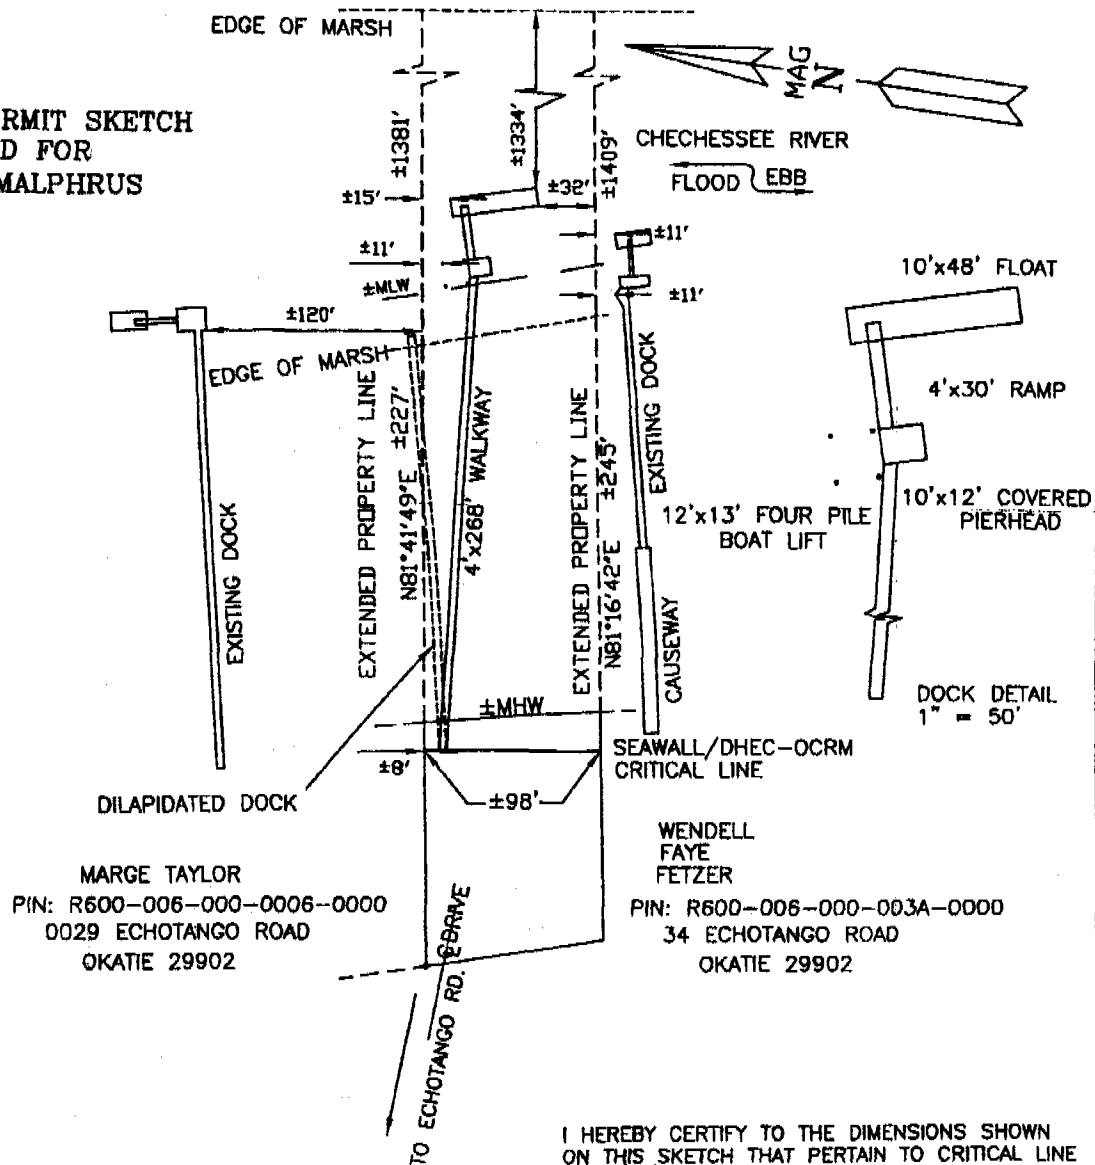 EDGE OF MARSH
RMIT SKETCH
D FOR
MALPHRUS
±1381'
±1334'
±1409'
MAG
N
CHECHESSEE RIVER
FLOOD EBB
±15'
±32'
±11'
±11'
±MLW
±11'
±120'
EDGE OF MARSH
10'x48' FLOAT
4'x30' RAMP
10'x12' COVERED
PIERHEAD
12'x13' FOUR PILE
BOAT LIFT
DOCK DETAIL
1" = 50'
EXISTING DOCK
EXTENDED PROPERTY LINE
N81°41'49"E ±227'
4'x268' WALKWAY
EXTENDED PROPERTY LINE
N81°16'42"E ±245'
EXISTING DOCK
CAUSEWAY
±MHW
SEAWALL/DHEC-OCRM
CRITICAL LINE
±8'
±98'
DILAPIDATED DOCK
MARGE TAYLOR
PIN: R600-006-000-0006-0000
0029 ECHOTANGO ROAD
OKATIE 29902
WENDELL
FAYE
FETZER
PIN: R600-006-000-003A-0000
34 ECHOTANGO ROAD
OKATIE 29902
TO ECHOTANGO RD.
I HEREBY CERTIFY TO THE DIMENSIONS SHOWN
ON THIS SKETCH THAT PERTAIN TO CRITICAL LINE